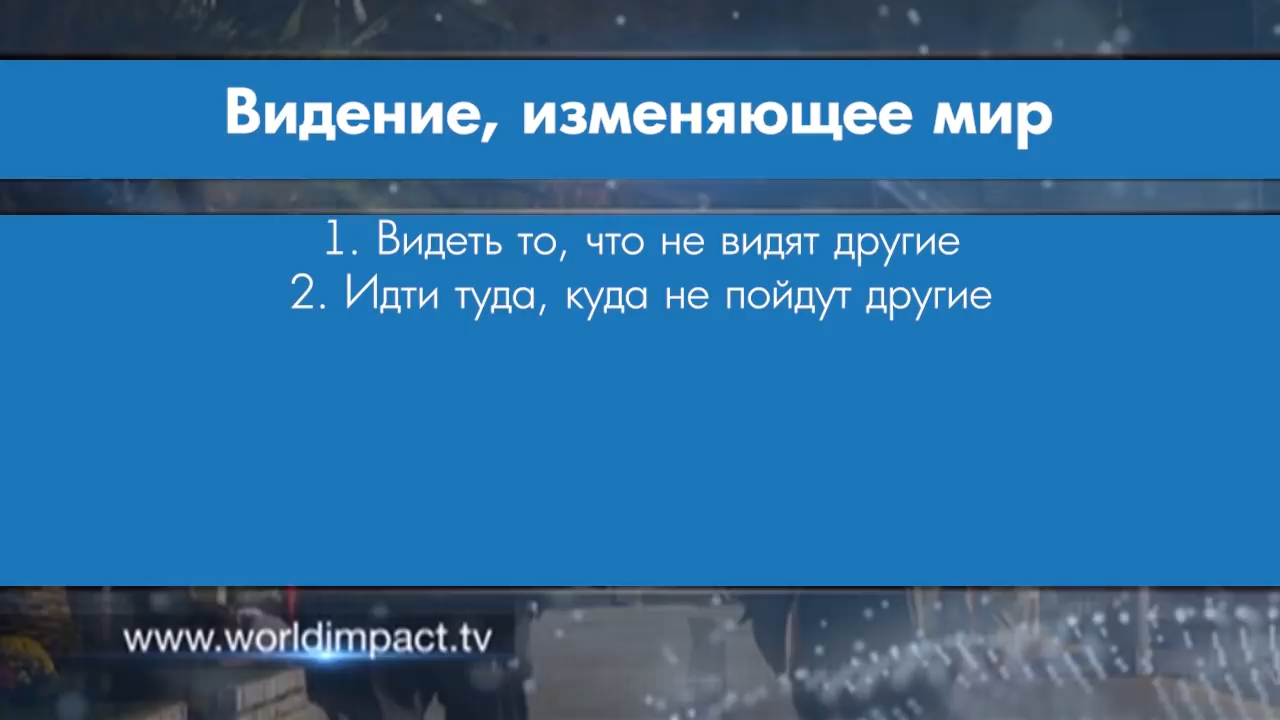 Видение, изменяющее мир
1. Видеть то, что не видят другие
2. Идти туда, куда не пойдут другие
www.worldimpact.tv